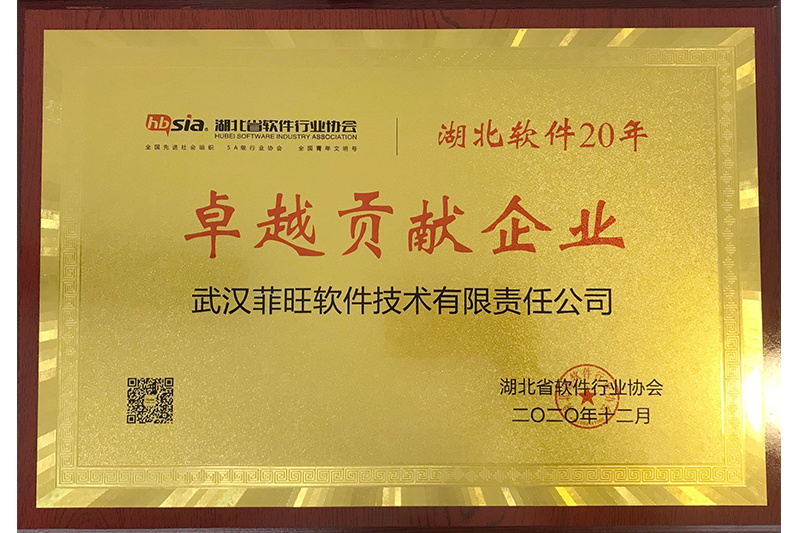 hbsia® 湖北省软件行业协会
HUBEI SOFTWARE INDUSTRY ASSOCIATION
全国先进社会组织 5A级行业协会 全国青年文明号
湖北软件20年
卓越贡献企业
武汉菲旺软件技术有限责任公司
湖北省软件行业协会
二〇二〇年十二月